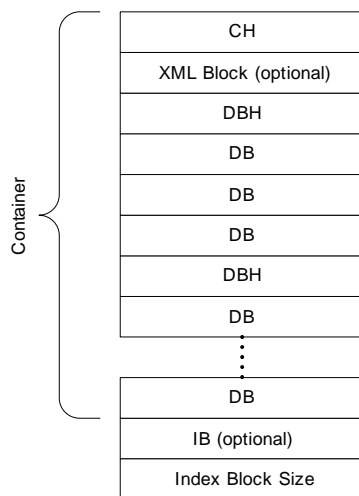 Container
CH
XML Block (optional)
DBH
DB
DB
DB
DBH
DB
DB
IB (optional)
Index Block Size